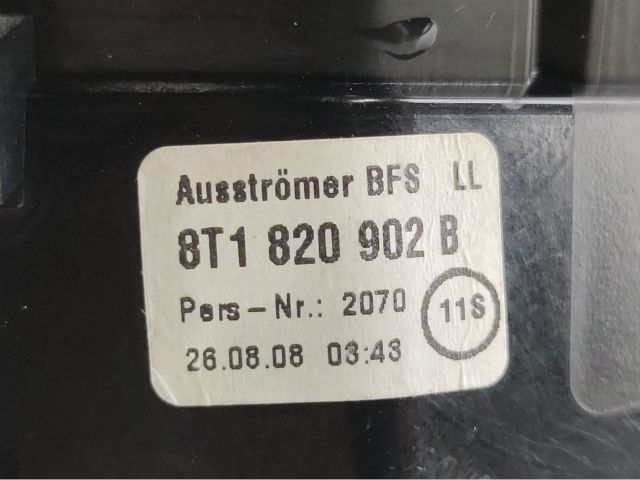 Ausströmer BFS LL
8T1 820 902 B
Pers-Nr.: 2070 11S
26.08.08 03:43